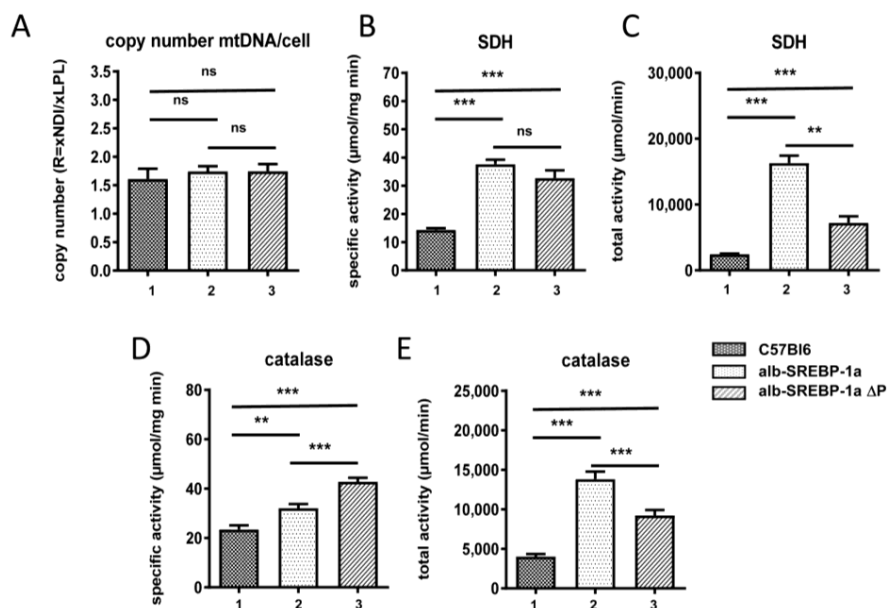 A
copy number mtDNA/cell
copy number (R=xNDI/xLPL)
3.5
3.0
2.5
2.0
1.5
1.0
0.5
0.0
ns
ns
ns
1 2 3
B
SDH
specific activity (µmol/mg min)
70
60
50
40
30
20
10
0
***
***
ns
1 2 3
C
SDH
total activity (µmol/min)
30,000
20,000
10,000
0
***
***
**
1 2 3
D
catalase
specific activity (µmol/mg min)
80
60
40
20
0
***
**
***
1 2 3
E
catalase
total activity (µmol/min)
25,000
20,000
15,000
10,000
5,000
0
***
***
***
1 2 3
C57Bl6
alb-SREBP-1a
alb-SREBP-1a ΔP